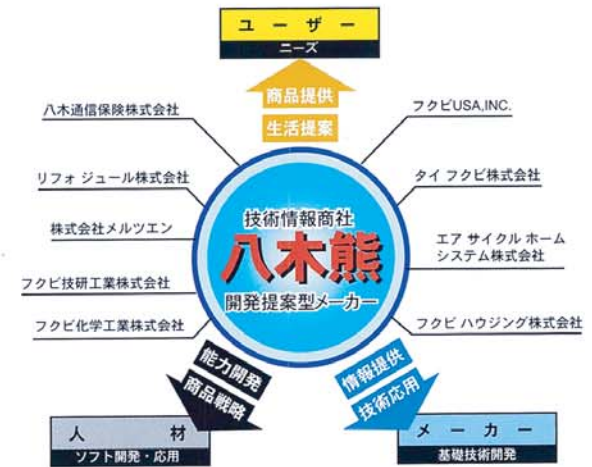 ユーザー
ニーズ
商品提供
生活提案
八木通信保険株式会社
リフォ ジュール株式会社
株式会社メルツエン
フクビ技研工業株式会社
フクビ化学工業株式会社
フクビUSA,INC.
タイ フクビ株式会社
エア サイクル ホーム
システム株式会社
フクビ ハウジング株式会社
技術情報商社
八木熊
開発提案型メーカー
能力開発
商品戦略
情報提供
技術応用
人材
ソフト開発・応用
メーカー
基礎技術開発